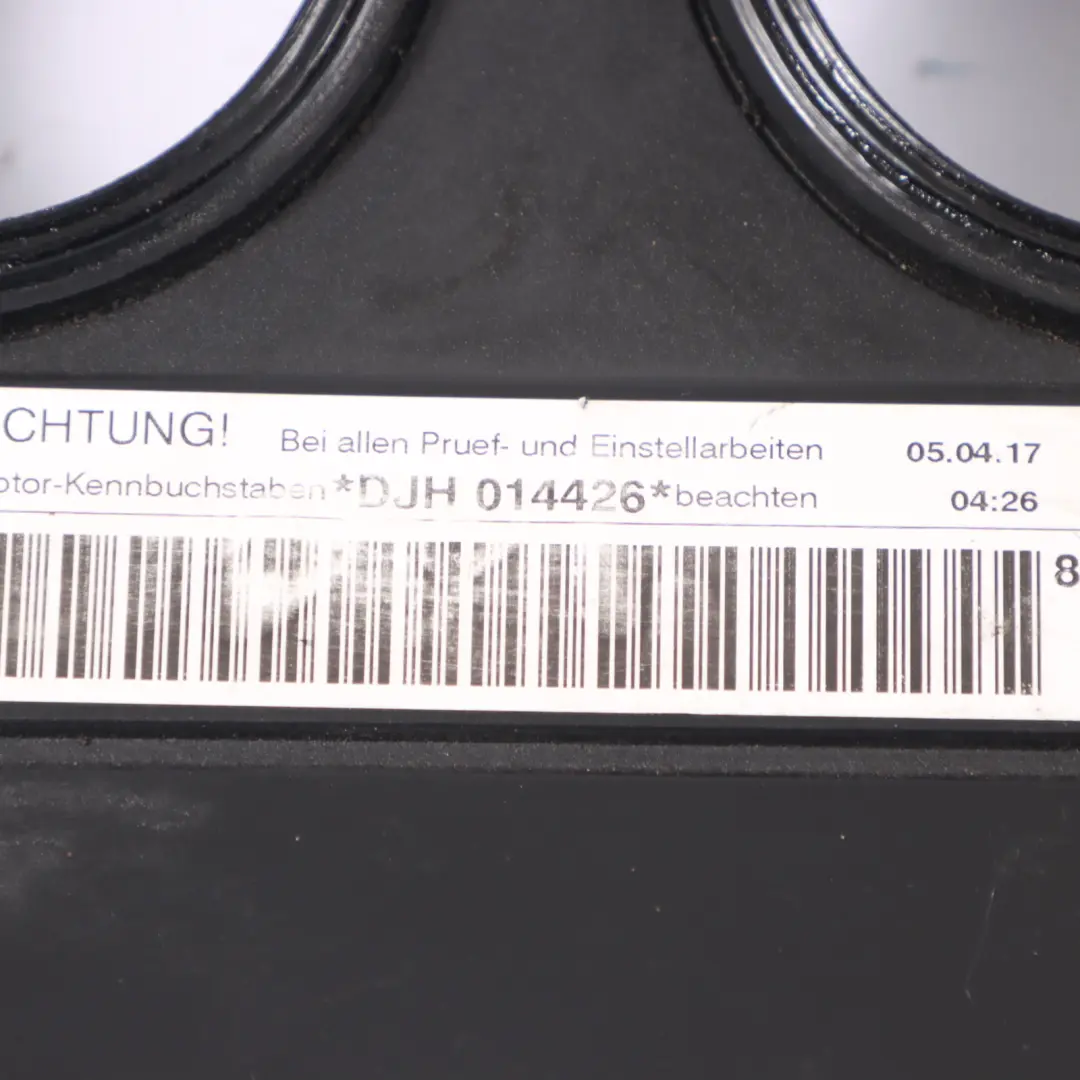 CHTUNG! Bei allen Pruef- und Einstellarbeiten 05.04.17
otor-Kennbuchstaben *DJH 014426* beachten 04:26
8